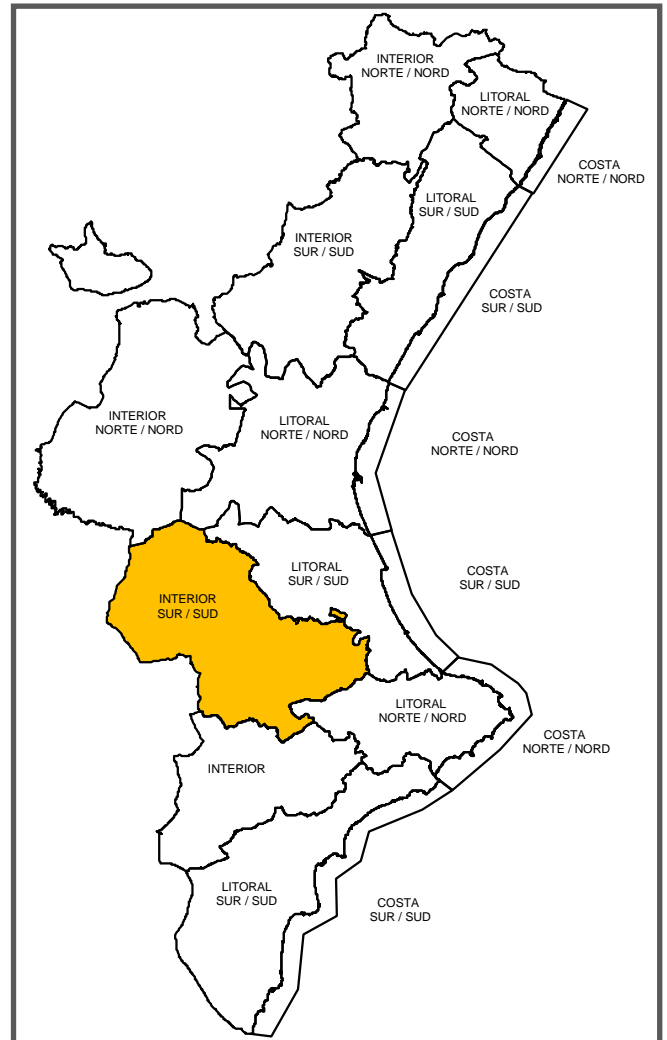 INTERIOR
NORTE / NORD
LITORAL
NORTE / NORD
COSTA
NORTE / NORD
LITORAL
SUR / SUD
INTERIOR
SUR / SUD
COSTA
SUR / SUD
INTERIOR
NORTE / NORD
LITORAL
NORTE / NORD
COSTA
NORTE / NORD
LITORAL
SUR / SUD
COSTA
SUR / SUD
INTERIOR
SUR / SUD
LITORAL
NORTE / NORD
COSTA
NORTE / NORD
INTERIOR
LITORAL
SUR / SUD
COSTA
SUR / SUD